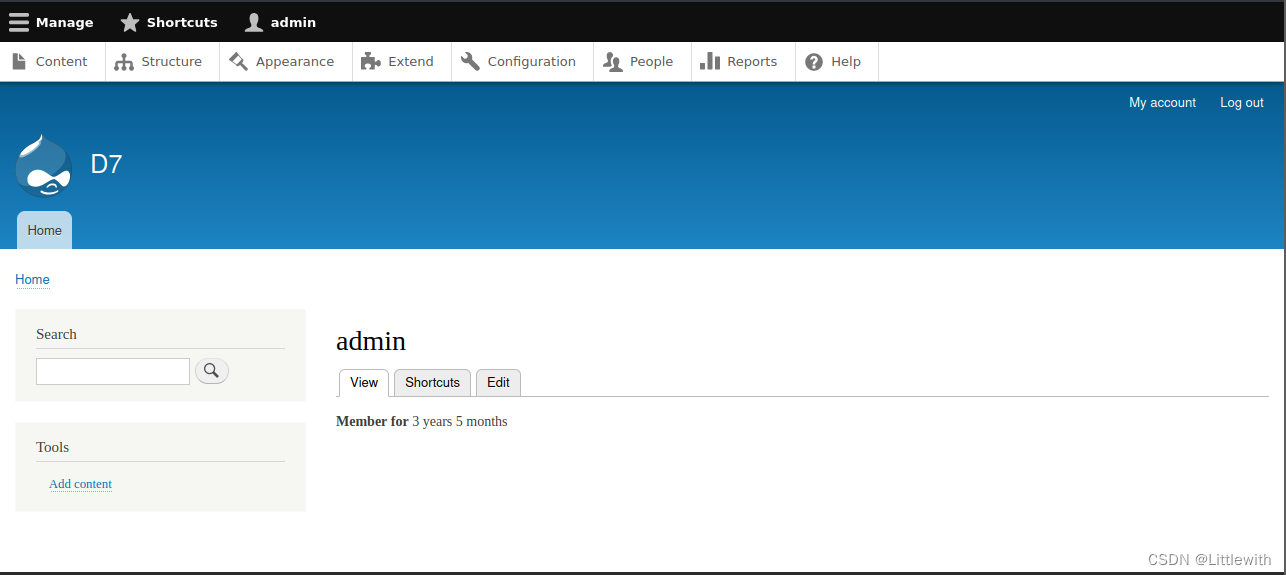 Manage Shortcuts admin
Content Structure Appearance Extend Configuration People Reports Help
My account Log out
D7
Home
Home
Search
admin
View Shortcuts Edit
Member for 3 years 5 months
Tools
Add content
CSDN @Littlewith